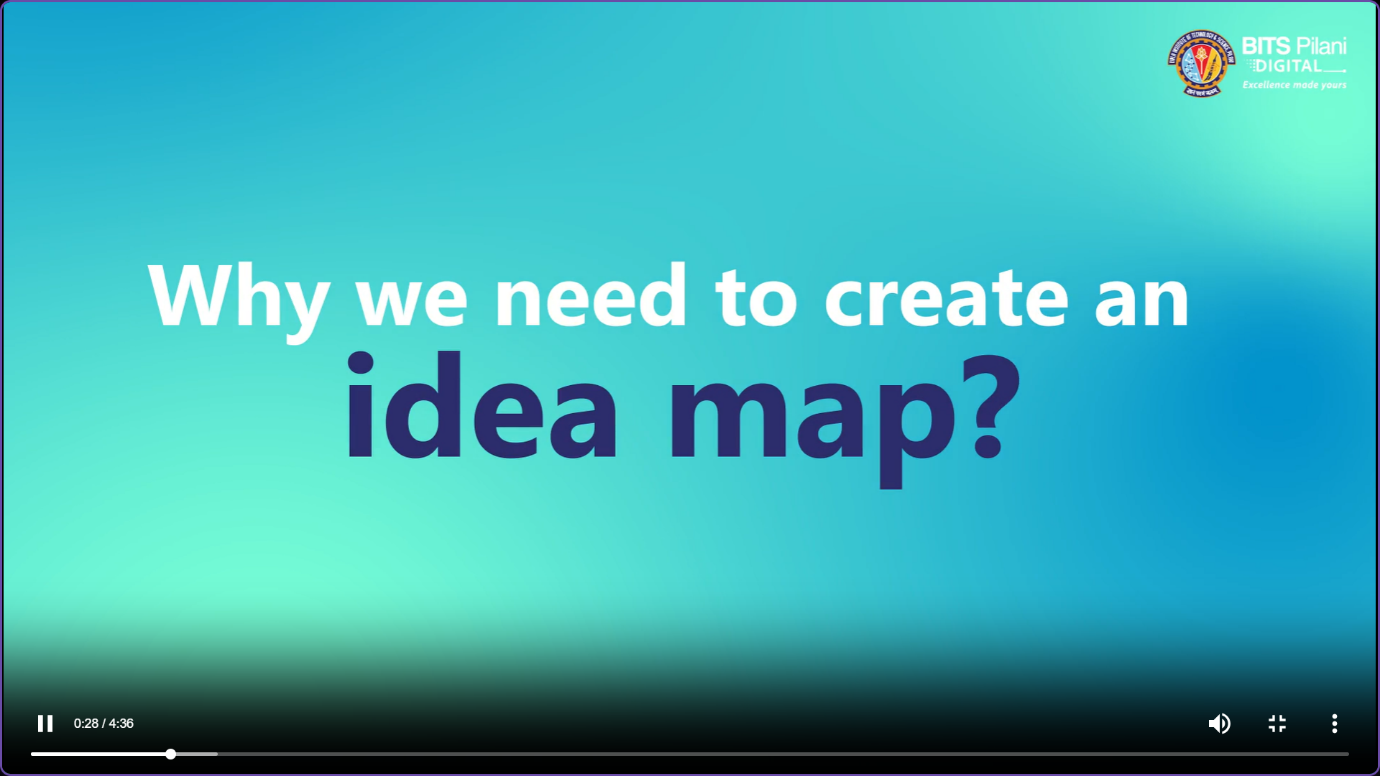 BITS Pilani
DIGITAL
Excellence made yours
Why we need to create an
idea map?
0:28 / 4:36